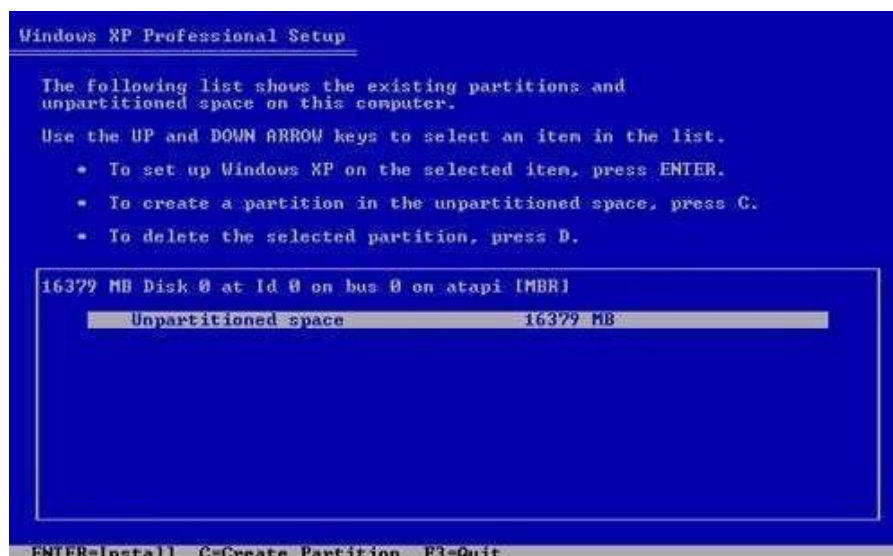 Windows XP Professional Setup
The following list shows the existing partitions and
unpartitioned space on this computer.
Use the UP and DOWN ARROW keys to select an item in the list.
• To set up Windows XP on the selected item, press ENTER.
• To create a partition in the unpartitioned space, press C.
• To delete the selected partition, press D.
16379 MB Disk 0 at Id 0 on bus 0 on atapi [MBR]
Unpartitioned space 16379 MB
ENTER=Install C=Create Partition F3=Quit